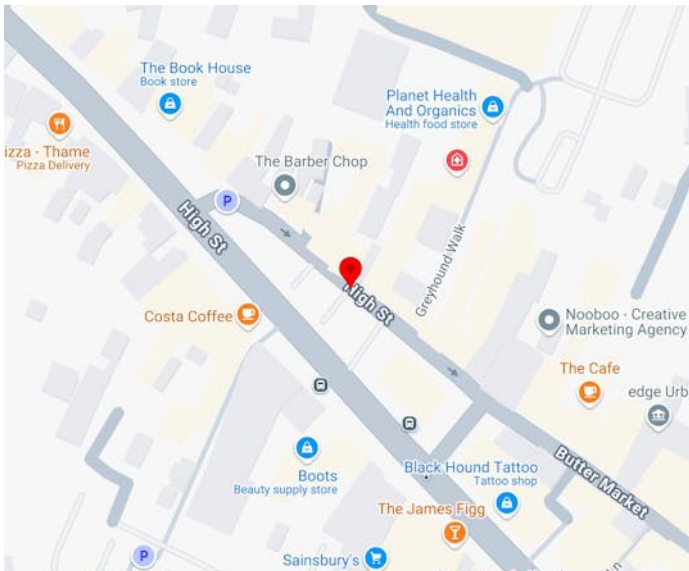 The Book House
Book store
Planet Health
And Organics
Health food store
izza - Thame
Pizza Delivery
The Barber Chop
P
High St
High St
Greyhound Walk
Costa Coffee
Nooboo - Creative
Marketing Agency
The Cafe
edge Urb
Boots
Beauty supply store
Black Hound Tattoo
Tattoo shop
Butter Market
The James Figg
P
Sainsbury's